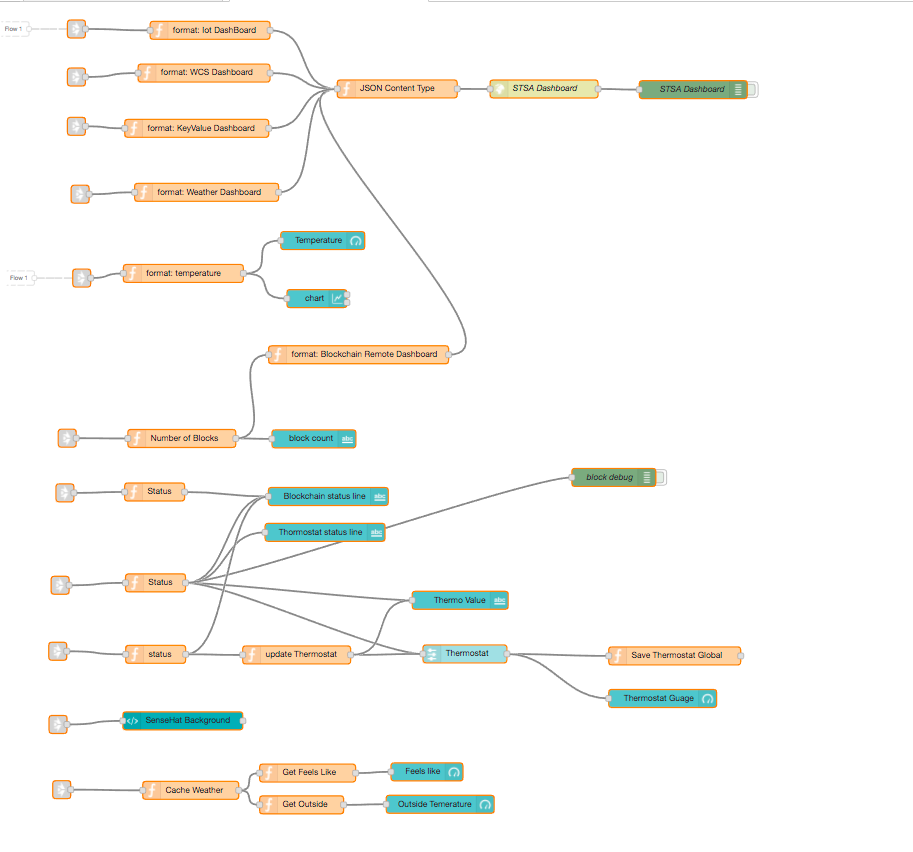 Flow 1
format: Iot DashBoard
format: WCS Dashboard
JSON Content Type
STSA Dashboard
STSA Dashboard
format: KeyValue Dashboard
format: Weather Dashboard
Temperature
Flow 1
format: temperature
chart
format: Blockchain Remote Dashboard
Number of Blocks
block count
abc
block debug
Status
Blockchain status line
abc
Thormostat status line
abc
Status
Thermo Value
abc
status
update Thermostat
Thermostat
Save Thermostat Global
Thermostat Guage
</>
SenseHat Background
Get Feels Like
Feels like
Cache Weather
Get Outside
Outside Temerature